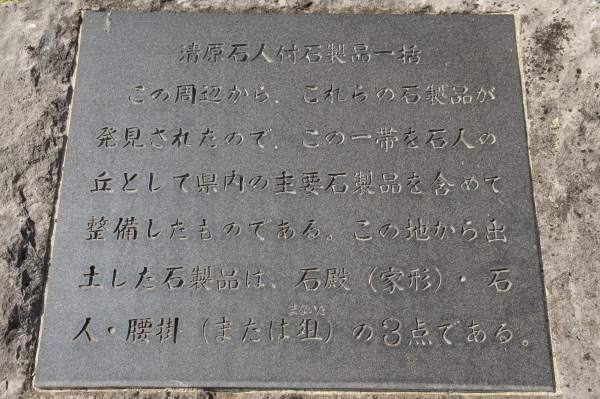 清原石人付石製品一括
この周辺から、これらの石製品が
発見されたので、この一帯を石人の
丘として県内の主要石製品を含めて
整備したものである。この地から出
土した石製品は、石殿（家形）・石
まないた
人・腰掛（または俎）の3点である。